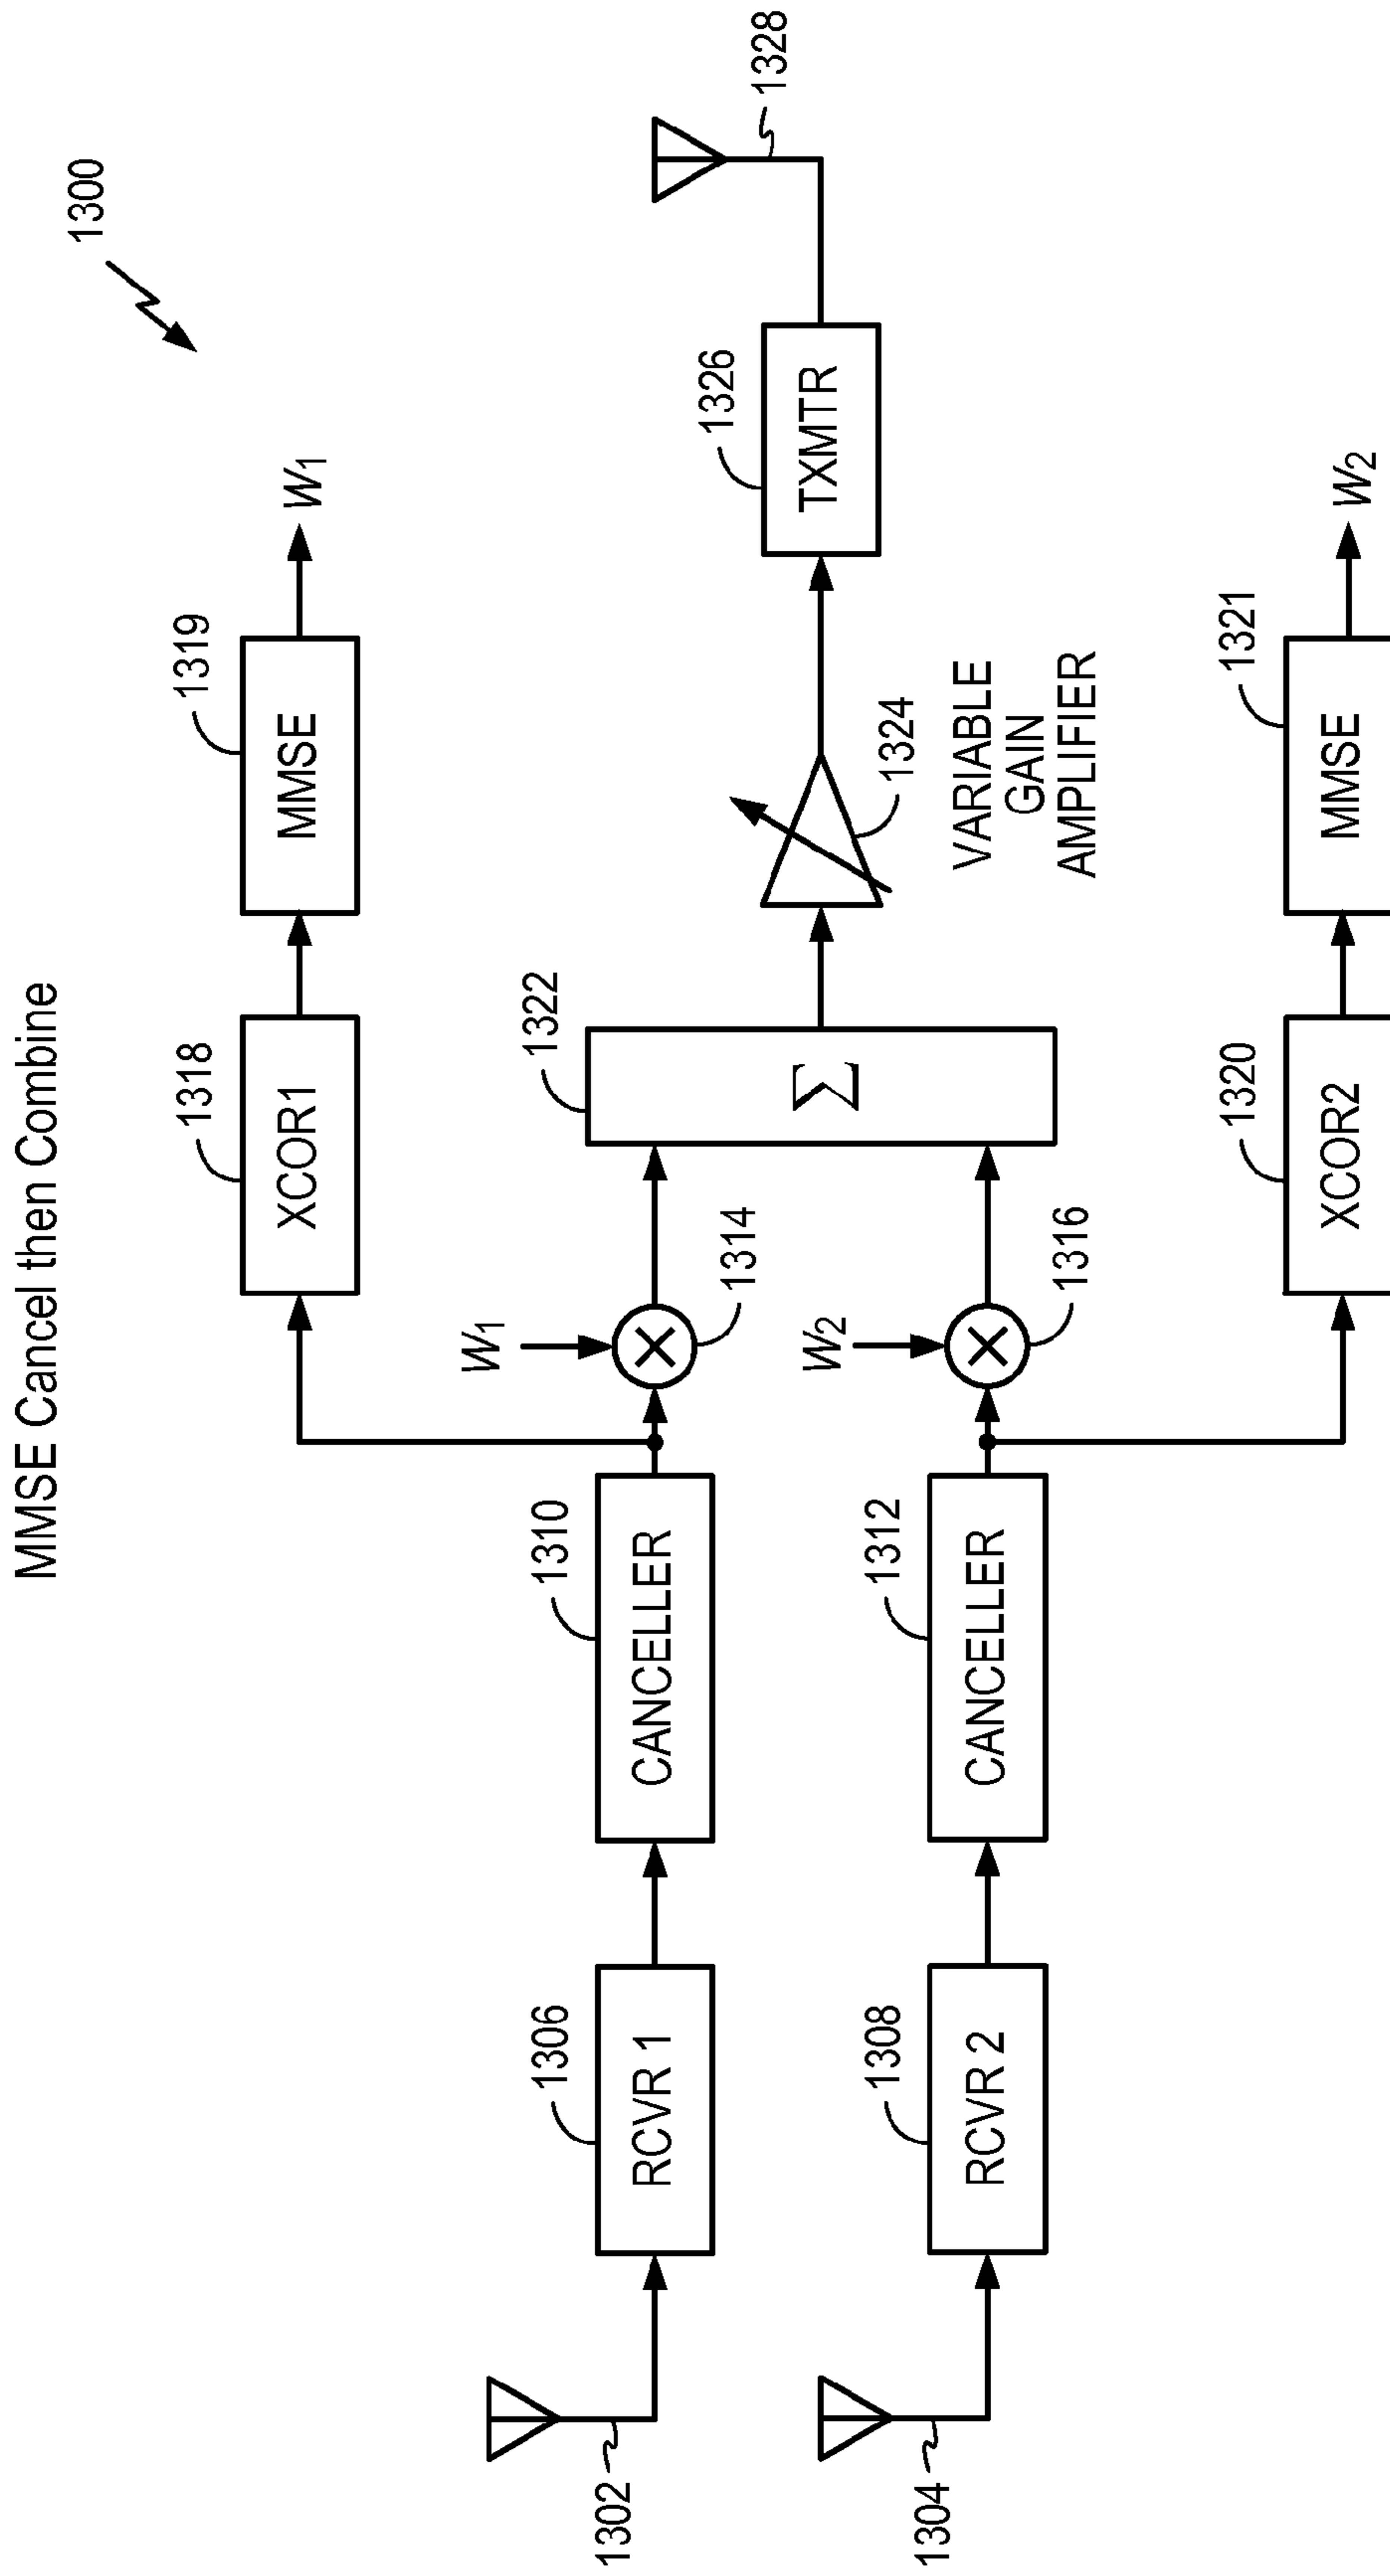 MMSE Cancel then Combine
1300
1318
XCOR1
1319
MMSE
W1
1302
1306
RCVR 1
1310
CANCELLER
W1
1314
1322
Σ
1324
VARIABLE
GAIN
AMPLIFIER
1326
TXMTR
1328
1304
1308
RCVR 2
1312
CANCELLER
W2
1316
1320
XCOR2
1321
MMSE
W2